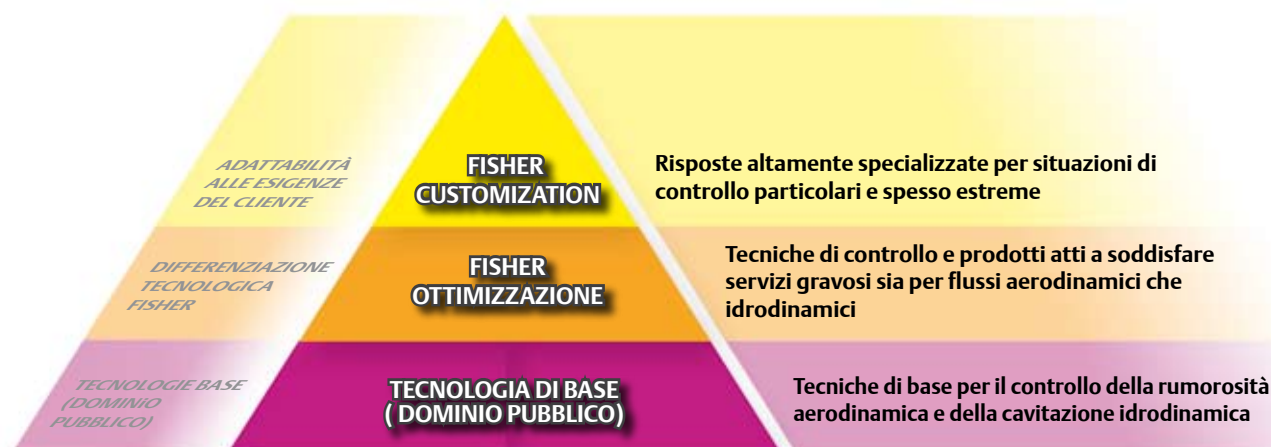 ADATTABILITÀ
ALLE ESIGENZE
DEL CLIENTE
FISHER
CUSTOMIZATION
Risposte altamente specializzate per situazioni di
controllo particolari e spesso estreme
DIFFERENZIAZIONE
TECNOLOGICA
FISHER
FISHER
OTTIMIZZAZIONE
Tecniche di controllo e prodotti atti a soddisfare
servizi gravosi sia per flussi aerodinamici che
idrodinamici
TECNOLOGIE BASE
(DOMINiO
PUBBLICO)
TECNOLOGIA DI BASE
( DOMINIO PUBBLICO)
Tecniche di base per il controllo della rumorosità
aerodinamica e della cavitazione idrodinamica